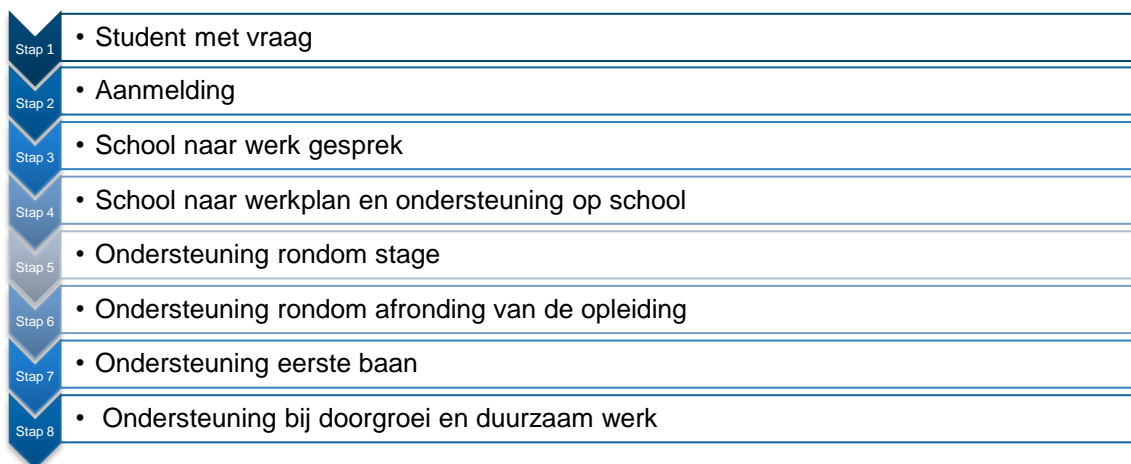 Stap 1
• Student met vraag
Stap 2
• Aanmelding
Stap 3
• School naar werk gesprek
Stap 4
• School naar werkplan en ondersteuning op school
Stap 5
• Ondersteuning rondom stage
Stap 6
• Ondersteuning rondom afronding van de opleiding
Stap 7
• Ondersteuning eerste baan
Stap 8
• Ondersteuning bij doorgroei en duurzaam werk